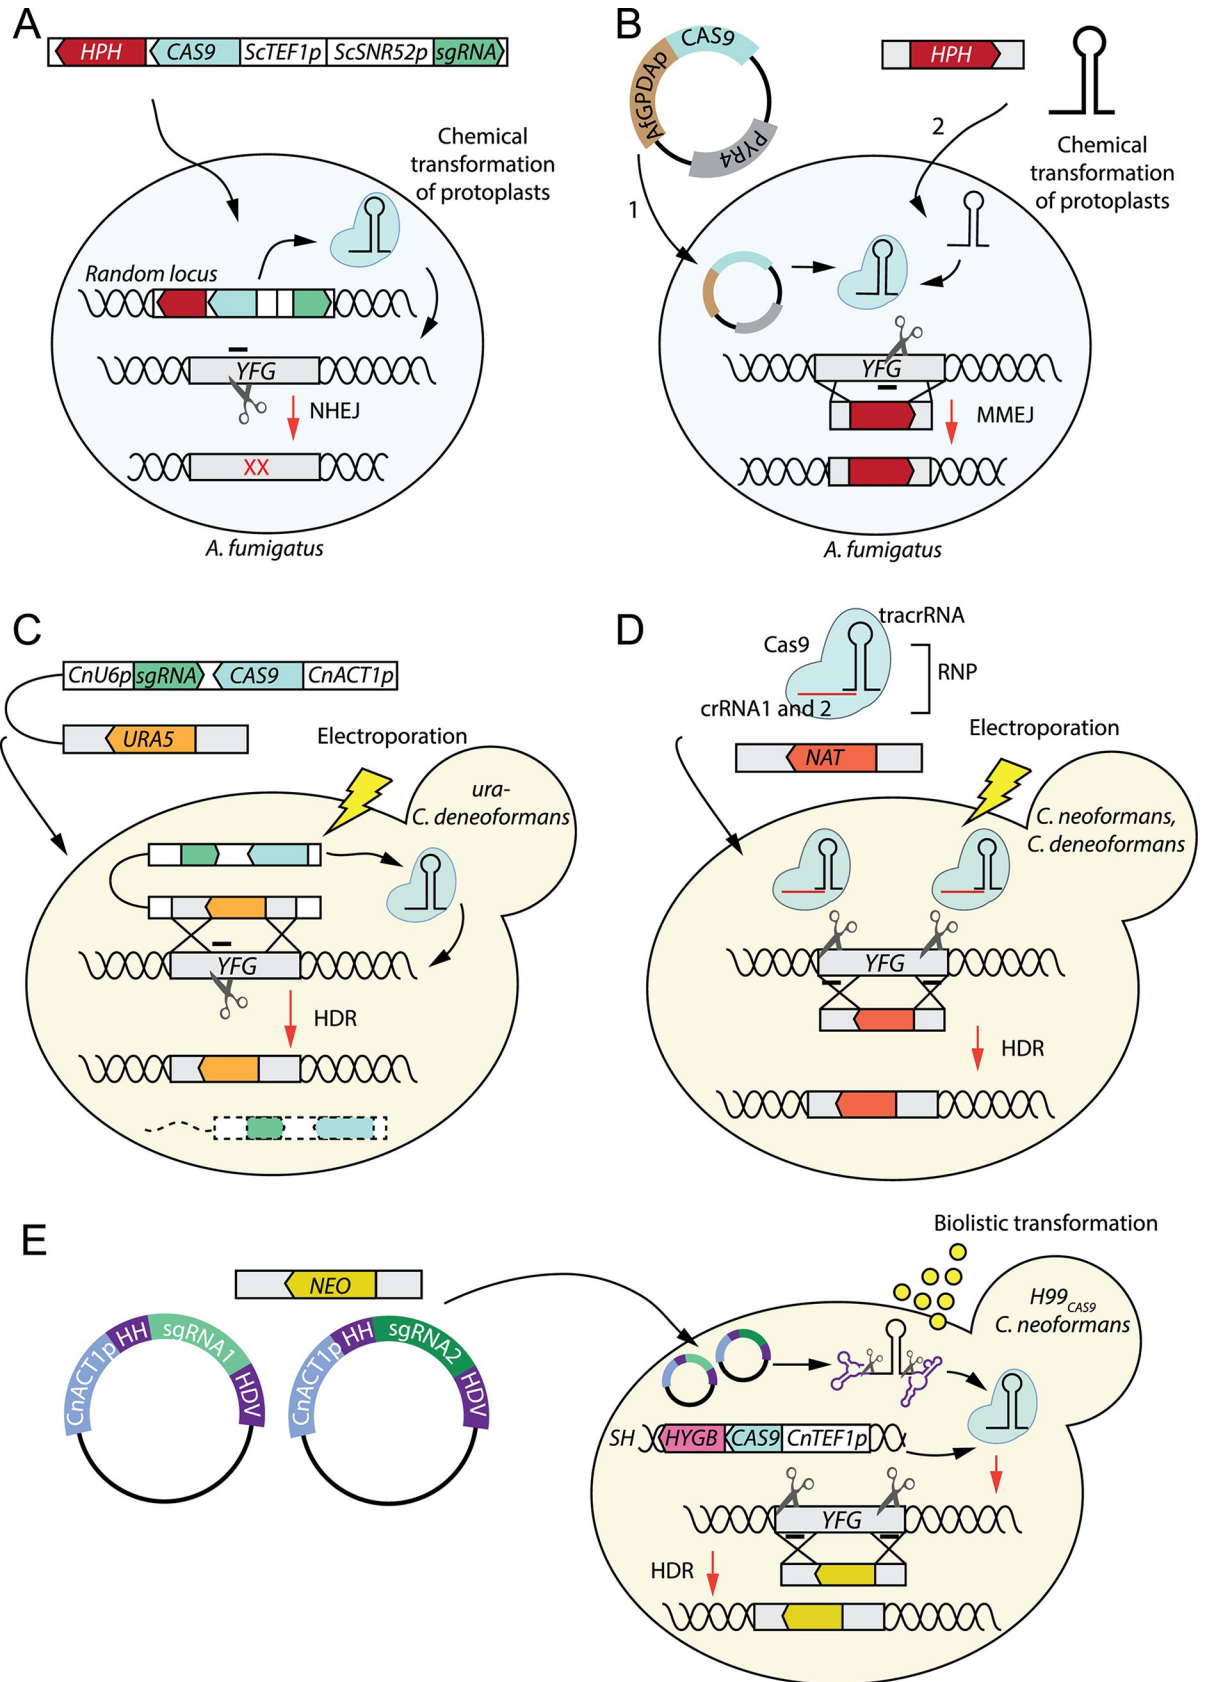 A
HPH CAS9 ScTEF1p ScSNR52p sgRNA
Chemical
transformation
of protoplasts
Random locus
YFG
NHEJ
XX
A. fumigatus
B
CAS9
AfGPDAp
PYR4
HPH
1
2
Chemical
transformation
of protoplasts
YFG
MMEJ
A. fumigatus
C
CnU6p sgRNA CAS9 CnACT1p
URA5
Electroporation
ura-
C. deneoformans
YFG
HDR
D
tracrRNA
Cas9
RNP
crRNA1 and 2
NAT
Electroporation
C. neoformans,
C. deneoformans
YFG
HDR
E
NEO
CnACT1p HH sgRNA1 HDV
CnACT1p HH sgRNA2 HDV
Biolistic transformation
H99CAS9
C. neoformans
SH HYGB CAS9 CnTEF1p
YFG
HDR